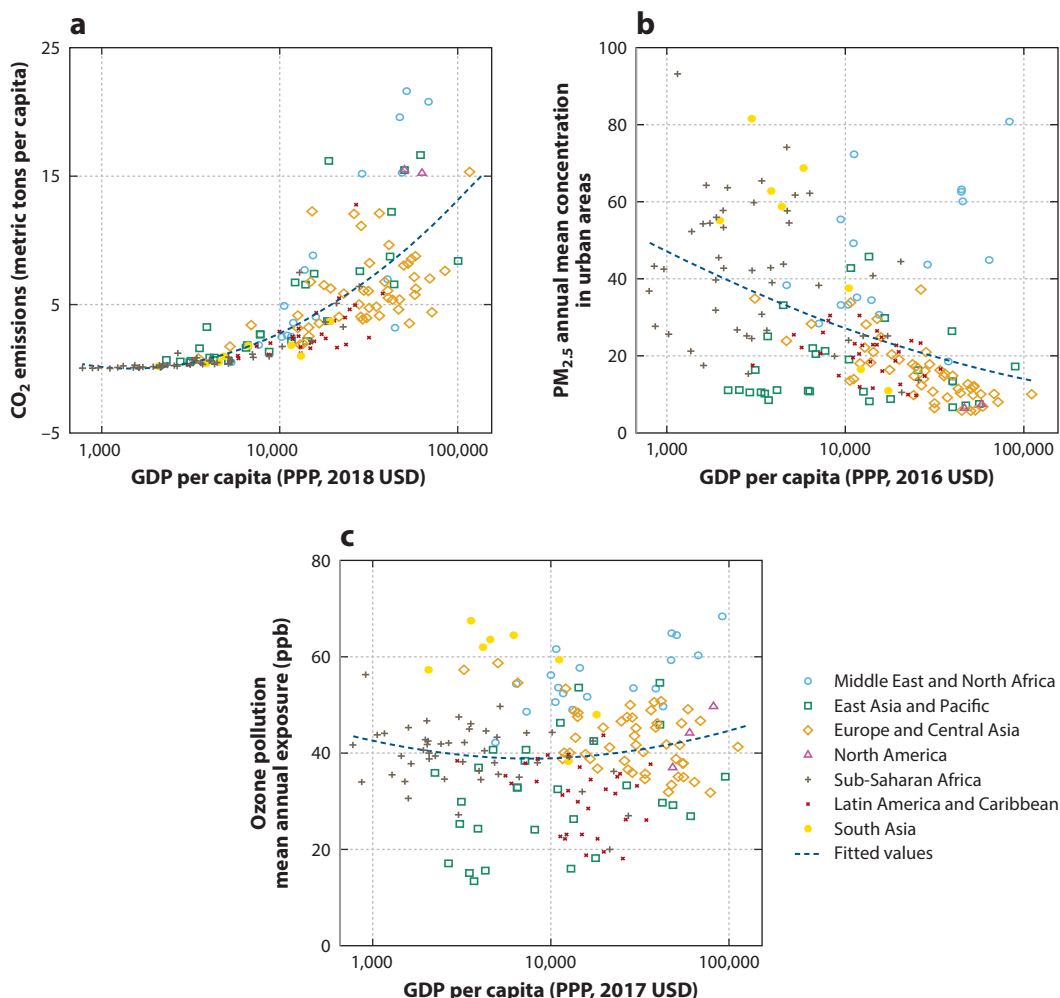 a
CO₂ emissions (metric tons per capita)
25
15
5
−5
1,000
10,000
100,000
GDP per capita (PPP, 2018 USD)
b
PM₂.₅ annual mean concentration
in urban areas
100
80
60
40
20
0
1,000
10,000
100,000
GDP per capita (PPP, 2016 USD)
c
Ozone pollution
mean annual exposure (ppb)
80
60
40
20
0
1,000
10,000
100,000
GDP per capita (PPP, 2017 USD)
Middle East and North Africa
East Asia and Pacific
Europe and Central Asia
North America
Sub-Saharan Africa
Latin America and Caribbean
South Asia
Fitted values